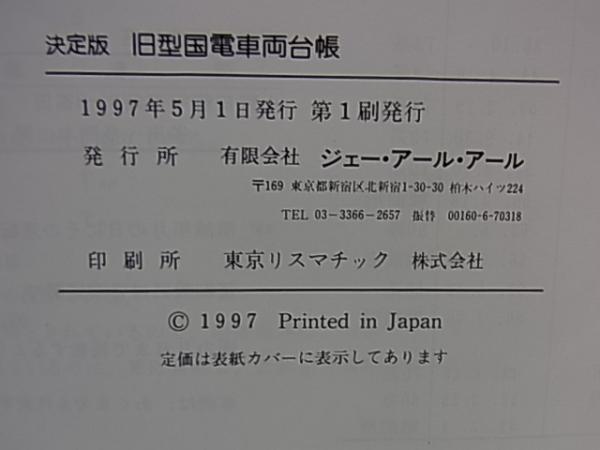 決定版 旧型国電車両台帳
1997年5月1日発行 第1刷発行
発行所 有限会社 ジェー・アール・アール
〒169 東京都新宿区北新宿1-30-30 柏木ハイツ224
TEL 03-3366-2657 振替 00160-6-70318
印刷所 東京リスマチック 株式会社
© 1997 Printed in Japan
定価は表紙カバーに表示してあります